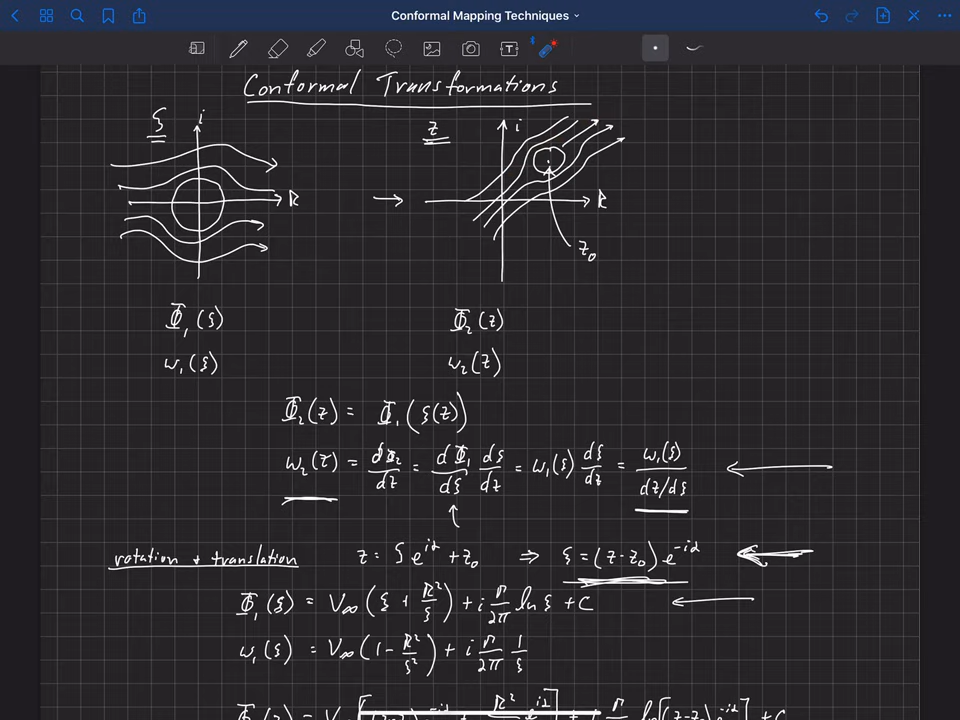 Conformal Mapping Techniques
T
Conformal Transformations
ξ i z i
R R
z₀
Φ₁(ξ) Φ₂(z)
w₁(ξ) w₂(z)
Φ₂(z) = Φ₁(ξ(z))
w₂(z) = dΦ₂/dz = dΦ₁/dξ dξ/dz = w₁(ξ) dξ/dz = w₁(ξ)/(dz/dξ)
rotation + translation z = ξe^{iα} + z₀ ⇒ ξ = (z-z₀)e^{-iα}
Φ₁(ξ) = V∞(ξ + R²/ξ) + i Γ/2π ln ξ + C
w₁(ξ) = V∞(1 - R²/ξ²) + i Γ/2π 1/ξ